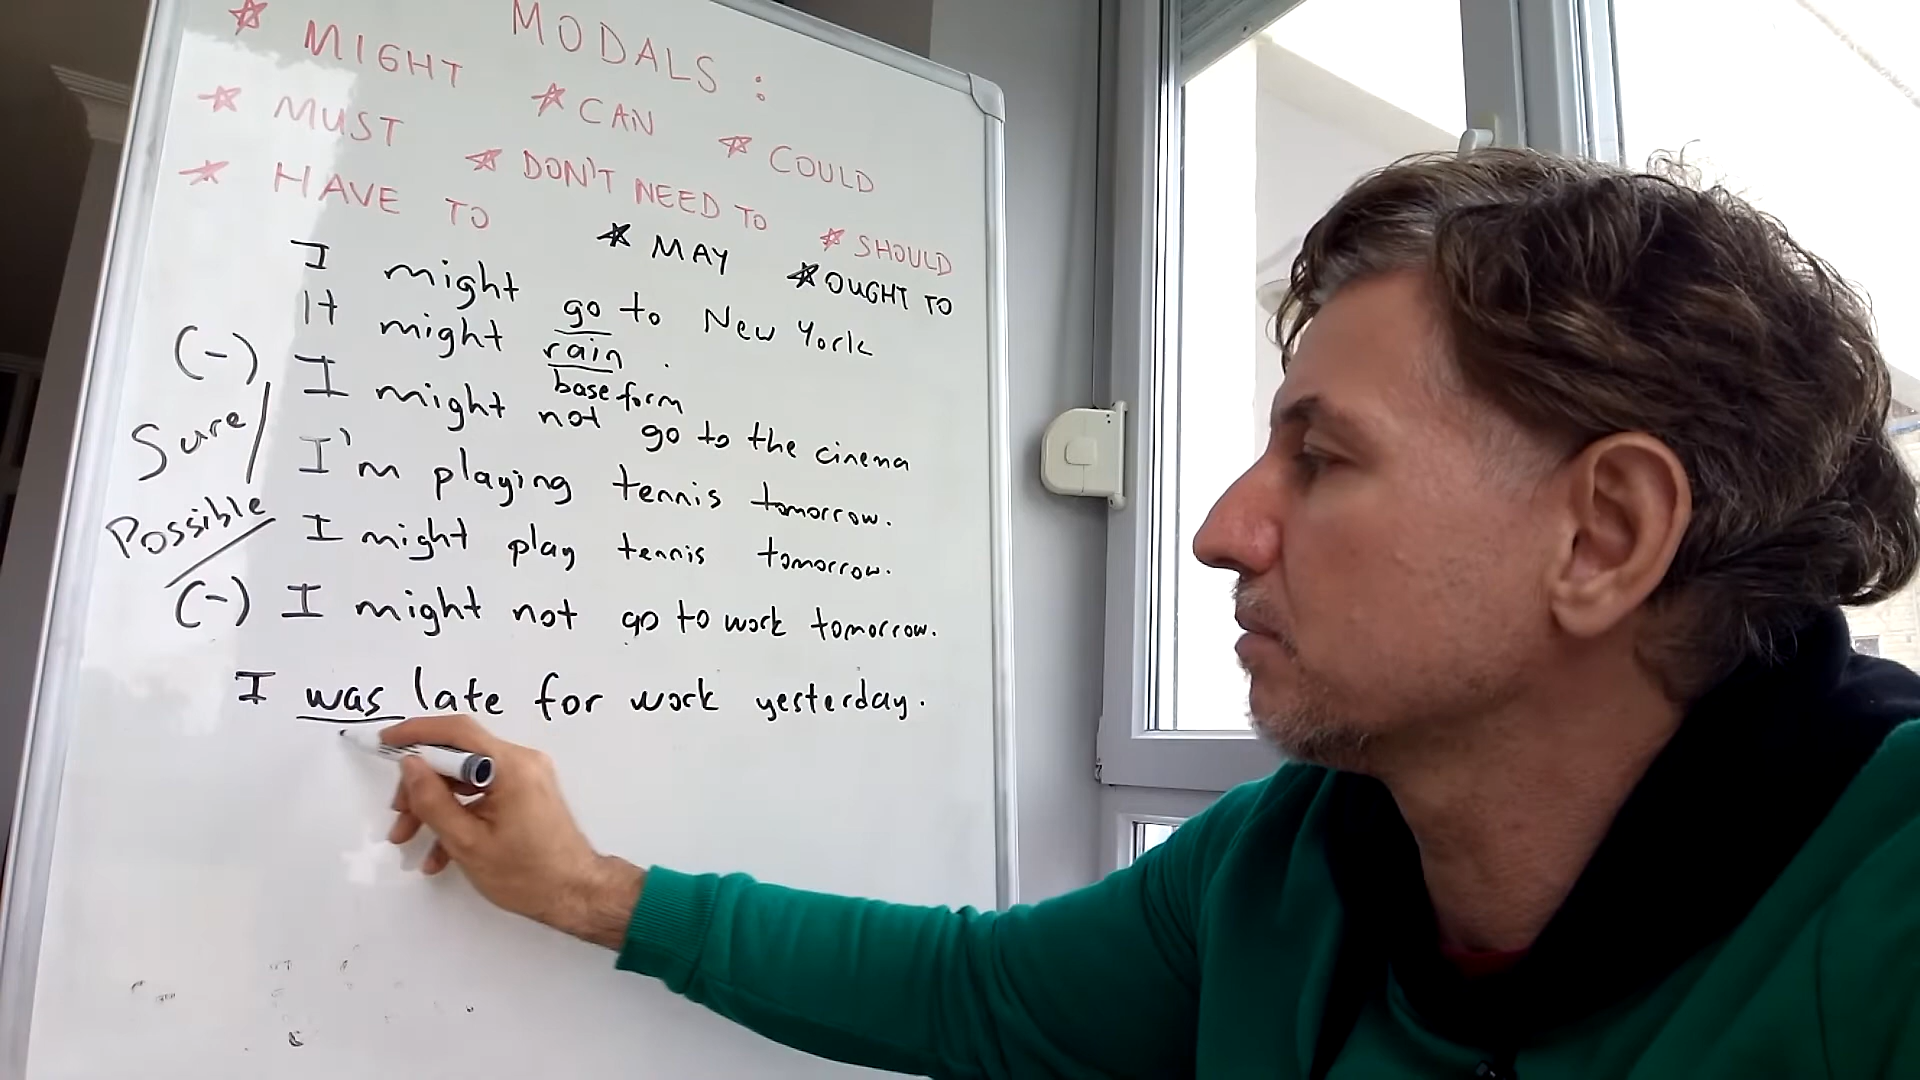 MODALS :
* MIGHT
* MUST * CAN * COULD
* HAVE TO * DON'T NEED TO * SHOULD
* MAY * OUGHT TO
I might go to New York
It might rain .
base form
(-) I might not go to the cinema
Sure I'm playing tennis tomorrow.
Possible I might play tennis tomorrow.
(-) I might not go to work tomorrow.
I was late for work yesterday.